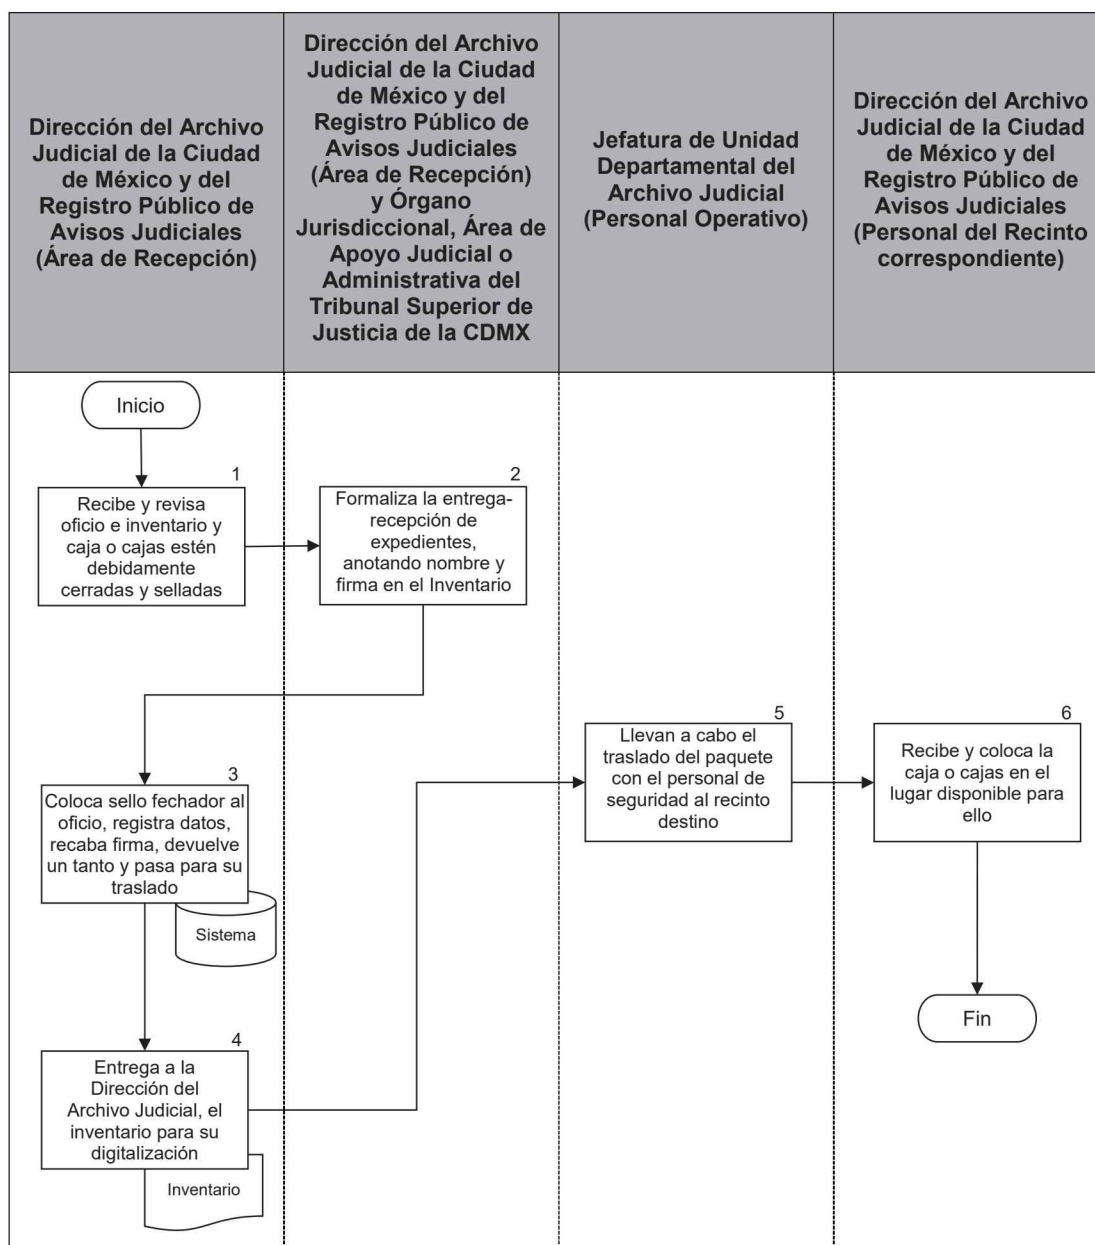 Dirección del Archivo
Judicial de la Ciudad
de México y del
Registro Público de
Avisos Judiciales
(Área de Recepción)
Dirección del Archivo
Judicial de la Ciudad
de México y del
Registro Público de
Avisos Judiciales
(Área de Recepción)
y Órgano
Jurisdiccional, Área de
Apoyo Judicial o
Administrativa del
Tribunal Superior de
Justicia de la CDMX
Jefatura de Unidad
Departamental del
Archivo Judicial
(Personal Operativo)
Dirección del Archivo
Judicial de la Ciudad
de México y del
Registro Público de
Avisos Judiciales
(Personal del Recinto
correspondiente)
Inicio
1
Recibe y revisa
oficio e inventario y
caja o cajas estén
debidamente
cerradas y selladas
2
Formaliza la entrega-
recepción de
expedientes,
anotando nombre y
firma en el Inventario
3
Coloca sello fechador al
oficio, registra datos,
recaba firma, devuelve
un tanto y pasa para su
traslado
Sistema
4
Entrega a la
Dirección del
Archivo Judicial, el
inventario para su
digitalización
Inventario
5
Llevan a cabo el
traslado del paquete
con el personal de
seguridad al recinto
destino
6
Recibe y coloca la
caja o cajas en el
lugar disponible para
ello
Fin